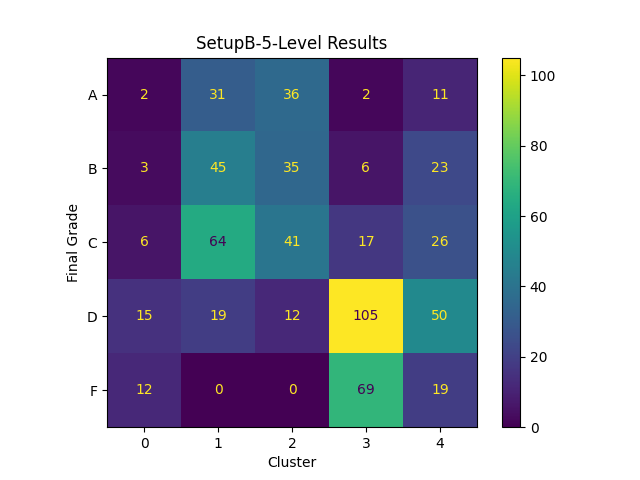 SetupB-5-Level Results
A 2 31 36 2 11
B 3 45 35 6 23
C 6 64 41 17 26
D 15 19 12 105 50
F 12 0 0 69 19
0 1 2 3 4
Cluster
Final Grade
100
80
60
40
20
0